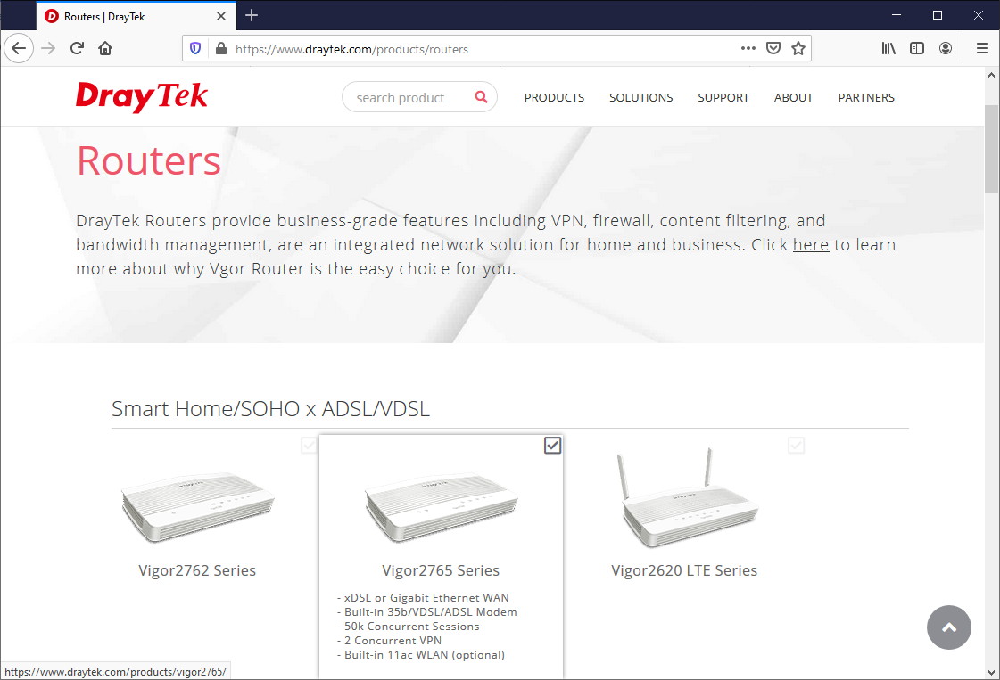 Routers | DrayTek
https://www.draytek.com/products/routers
DrayTek
search product
PRODUCTS
SOLUTIONS
SUPPORT
ABOUT
PARTNERS
Routers
DrayTek Routers provide business-grade features including VPN, firewall, content filtering, and
bandwidth management, are an integrated network solution for home and business. Click here to learn
more about why Vgor Router is the easy choice for you.
Smart Home/SOHO x ADSL/VDSL
Vigor2762 Series
Vigor2765 Series
- xDSL or Gigabit Ethernet WAN
- Built-in 35b/VDSL/ADSL Modem
- 50k Concurrent Sessions
- 2 Concurrent VPN
- Built-in 11ac WLAN (optional)
Vigor2620 LTE Series
https://www.draytek.com/products/vigor2765/